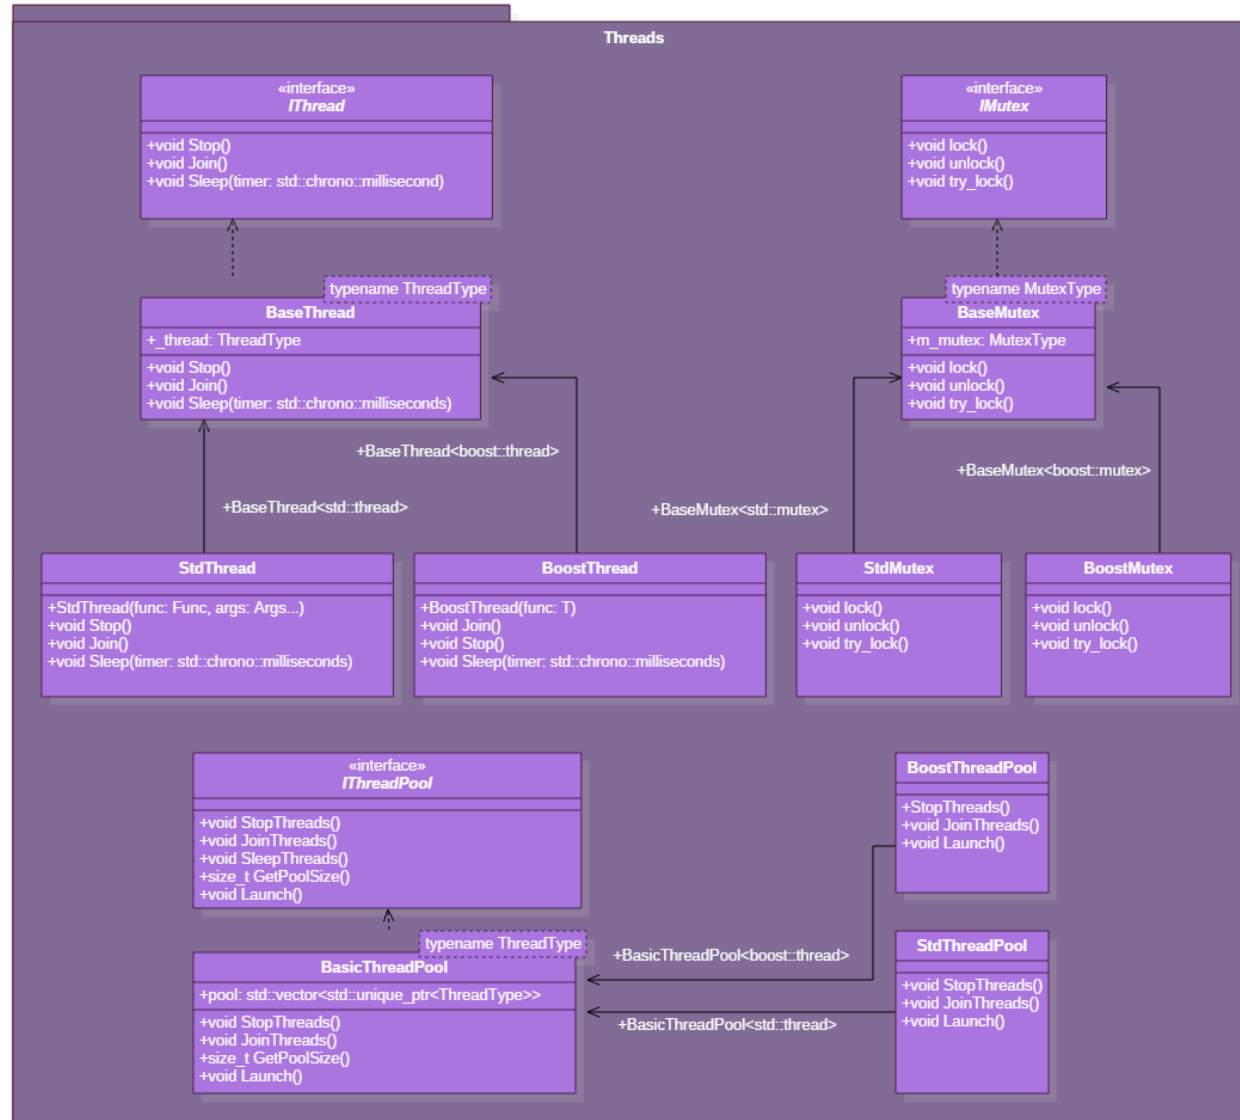 Threads
«interface»
IThread
+void Stop()
+void Join()
+void Sleep(timer: std::chrono::millisecond)
«interface»
IMutex
+void lock()
+void unlock()
+void try_lock()
typename ThreadType
BaseThread
+_thread: ThreadType
+void Stop()
+void Join()
+void Sleep(timer: std::chrono::milliseconds)
typename MutexType
BaseMutex
+m_mutex: MutexType
+void lock()
+void unlock()
+void try_lock()
+BaseThread<boost::thread>
+BaseThread<std::thread>
+BaseMutex<boost::mutex>
+BaseMutex<std::mutex>
StdThread
+StdThread(func: Func, args: Args...)
+void Stop()
+void Join()
+void Sleep(timer: std::chrono::milliseconds)
BoostThread
+BoostThread(func: T)
+void Join()
+void Stop()
+void Sleep(timer: std::chrono::milliseconds)
StdMutex
+void lock()
+void unlock()
+void try_lock()
BoostMutex
+void lock()
+void unlock()
+void try_lock()
«interface»
IThreadPool
+void StopThreads()
+void JoinThreads()
+void SleepThreads()
+size_t GetPoolSize()
+void Launch()
BoostThreadPool
+StopThreads()
+void JoinThreads()
+void Launch()
typename ThreadType
BasicThreadPool
+pool: std::vector<std::unique_ptr<ThreadType>>
+void StopThreads()
+void JoinThreads()
+size_t GetPoolSize()
+void Launch()
+BasicThreadPool<boost::thread>
+BasicThreadPool<std::thread>
StdThreadPool
+void StopThreads()
+void JoinThreads()
+void Launch()